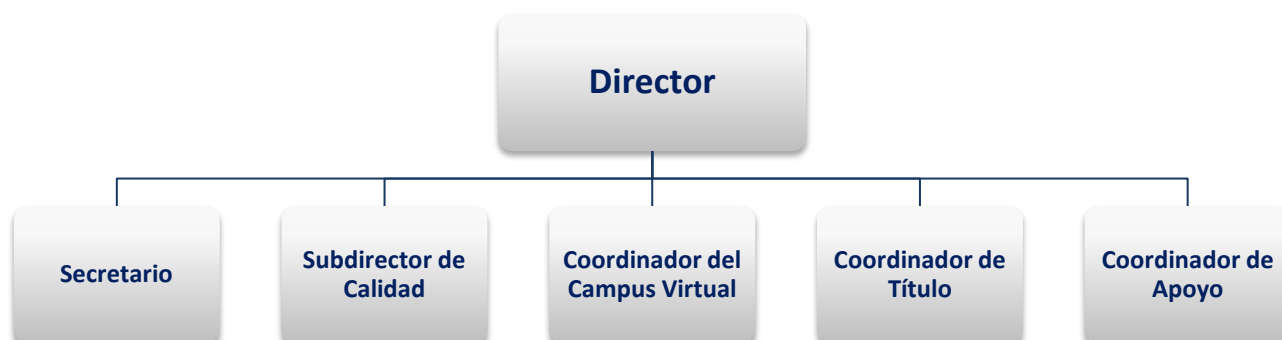 Director
Secretario
Subdirector de
Calidad
Coordinador del
Campus Virtual
Coordinador de
Título
Coordinador de
Apoyo